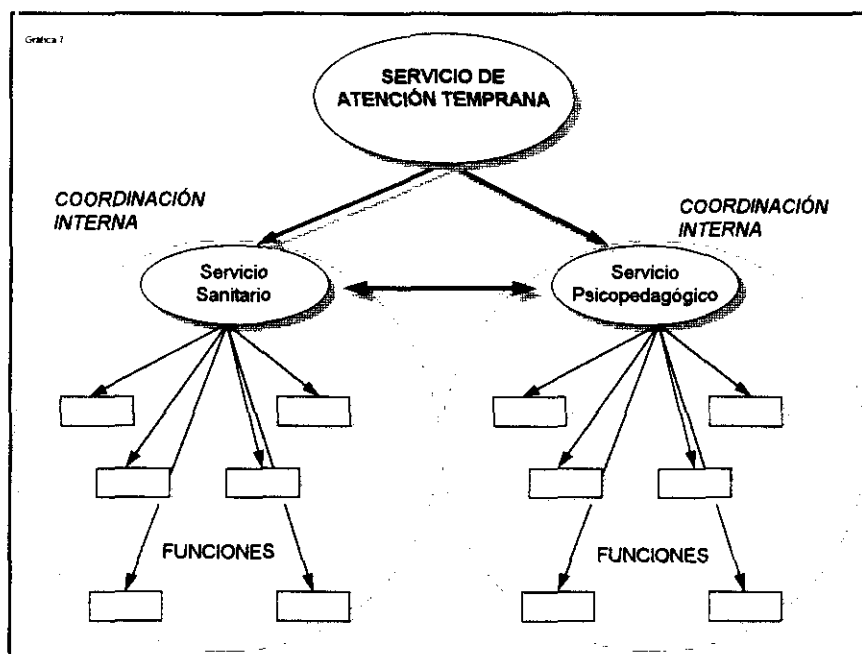 Gráfica 7
SERVICIO DE
ATENCIÓN TEMPRANA
COORDINACIÓN
INTERNA
COORDINACIÓN
INTERNA
Servicio
Sanitario
Servicio
Psicopedagógico
FUNCIONES
FUNCIONES